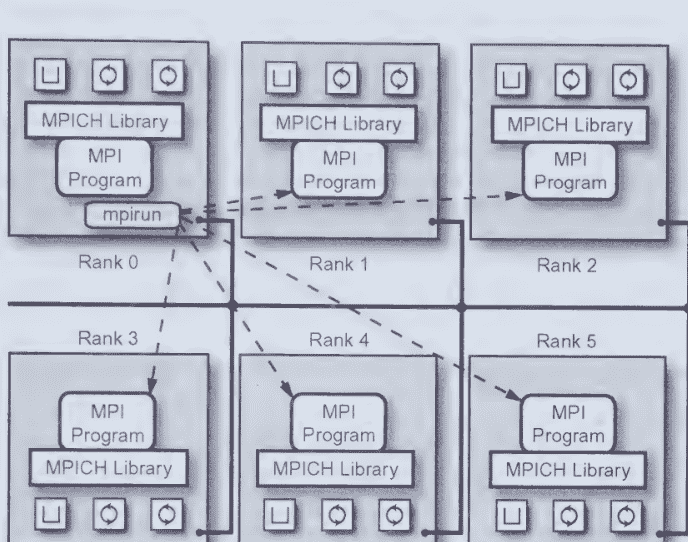 MPICH Library
MPI
Program
mpirun
Rank 0
MPICH Library
MPI
Program
Rank 1
MPICH Library
MPI
Program
Rank 2
Rank 3
MPI
Program
MPICH Library
Rank 4
MPI
Program
MPICH Library
Rank 5
MPI
Program
MPICH Library